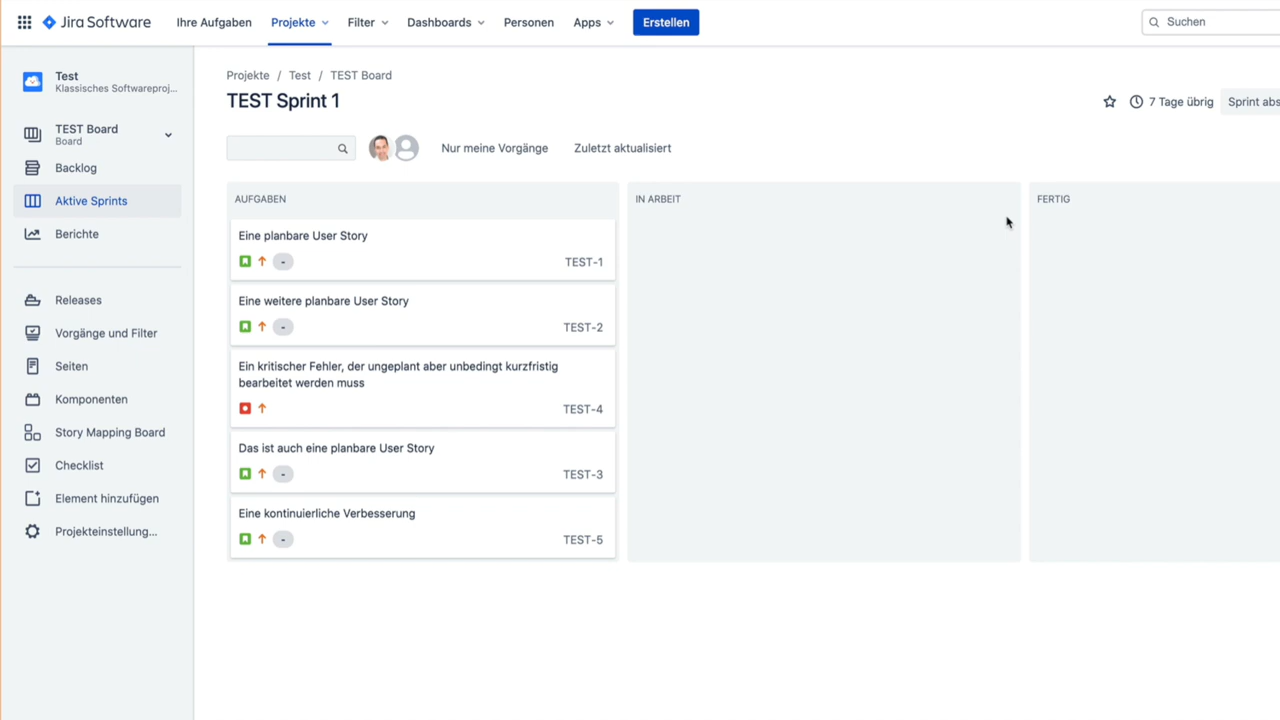 Jira Software Ihre Aufgaben Projekte Filter Dashboards Personen Apps Erstellen Suchen
Test
Klassisches Softwareproj...
TEST Board
Board
Backlog
Aktive Sprints
Berichte
Releases
Vorgänge und Filter
Seiten
Komponenten
Story Mapping Board
Checklist
Element hinzufügen
Projekteinstellung...
Projekte / Test / TEST Board
TEST Sprint 1
7 Tage übrig Sprint abs
Nur meine Vorgänge Zuletzt aktualisiert
AUFGABEN
Eine planbare User Story
- TEST-1
Eine weitere planbare User Story
- TEST-2
Ein kritischer Fehler, der ungeplant aber unbedingt kurzfristig
bearbeitet werden muss
TEST-4
Das ist auch eine planbare User Story
- TEST-3
Eine kontinuierliche Verbesserung
- TEST-5
IN ARBEIT
FERTIG